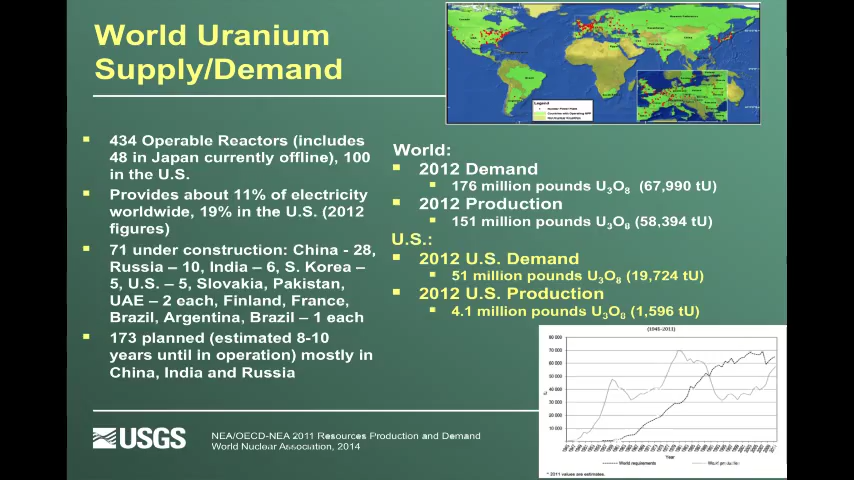 World Uranium
Supply/Demand
Legend
434 Operable Reactors (includes
48 in Japan currently offline), 100
in the U.S.
Provides about 11% of electricity
worldwide, 19% in the U.S. (2012
figures)
71 under construction: China - 28,
Russia – 10, India – 6, S. Korea –
5, U.S. – 5, Slovakia, Pakistan,
UAE – 2 each, Finland, France,
Brazil, Argentina, Brazil – 1 each
173 planned (estimated 8-10
years until in operation) mostly in
China, India and Russia
World:
2012 Demand
176 million pounds U₃O₈ (67,990 tU)
2012 Production
151 million pounds U₃O₈ (58,394 tU)
U.S.:
2012 U.S. Demand
51 million pounds U₃O₈ (19,724 tU)
2012 U.S. Production
4.1 million pounds U₃O₈ (1,596 tU)
(1945-2011)
80 000
70 000
60 000
50 000
40 000
30 000
20 000
10 000
Year
World requirements
World production
* 2011 values are estimates.
USGS
NEA/OECD-NEA 2011 Resources Production and Demand
World Nuclear Association, 2014